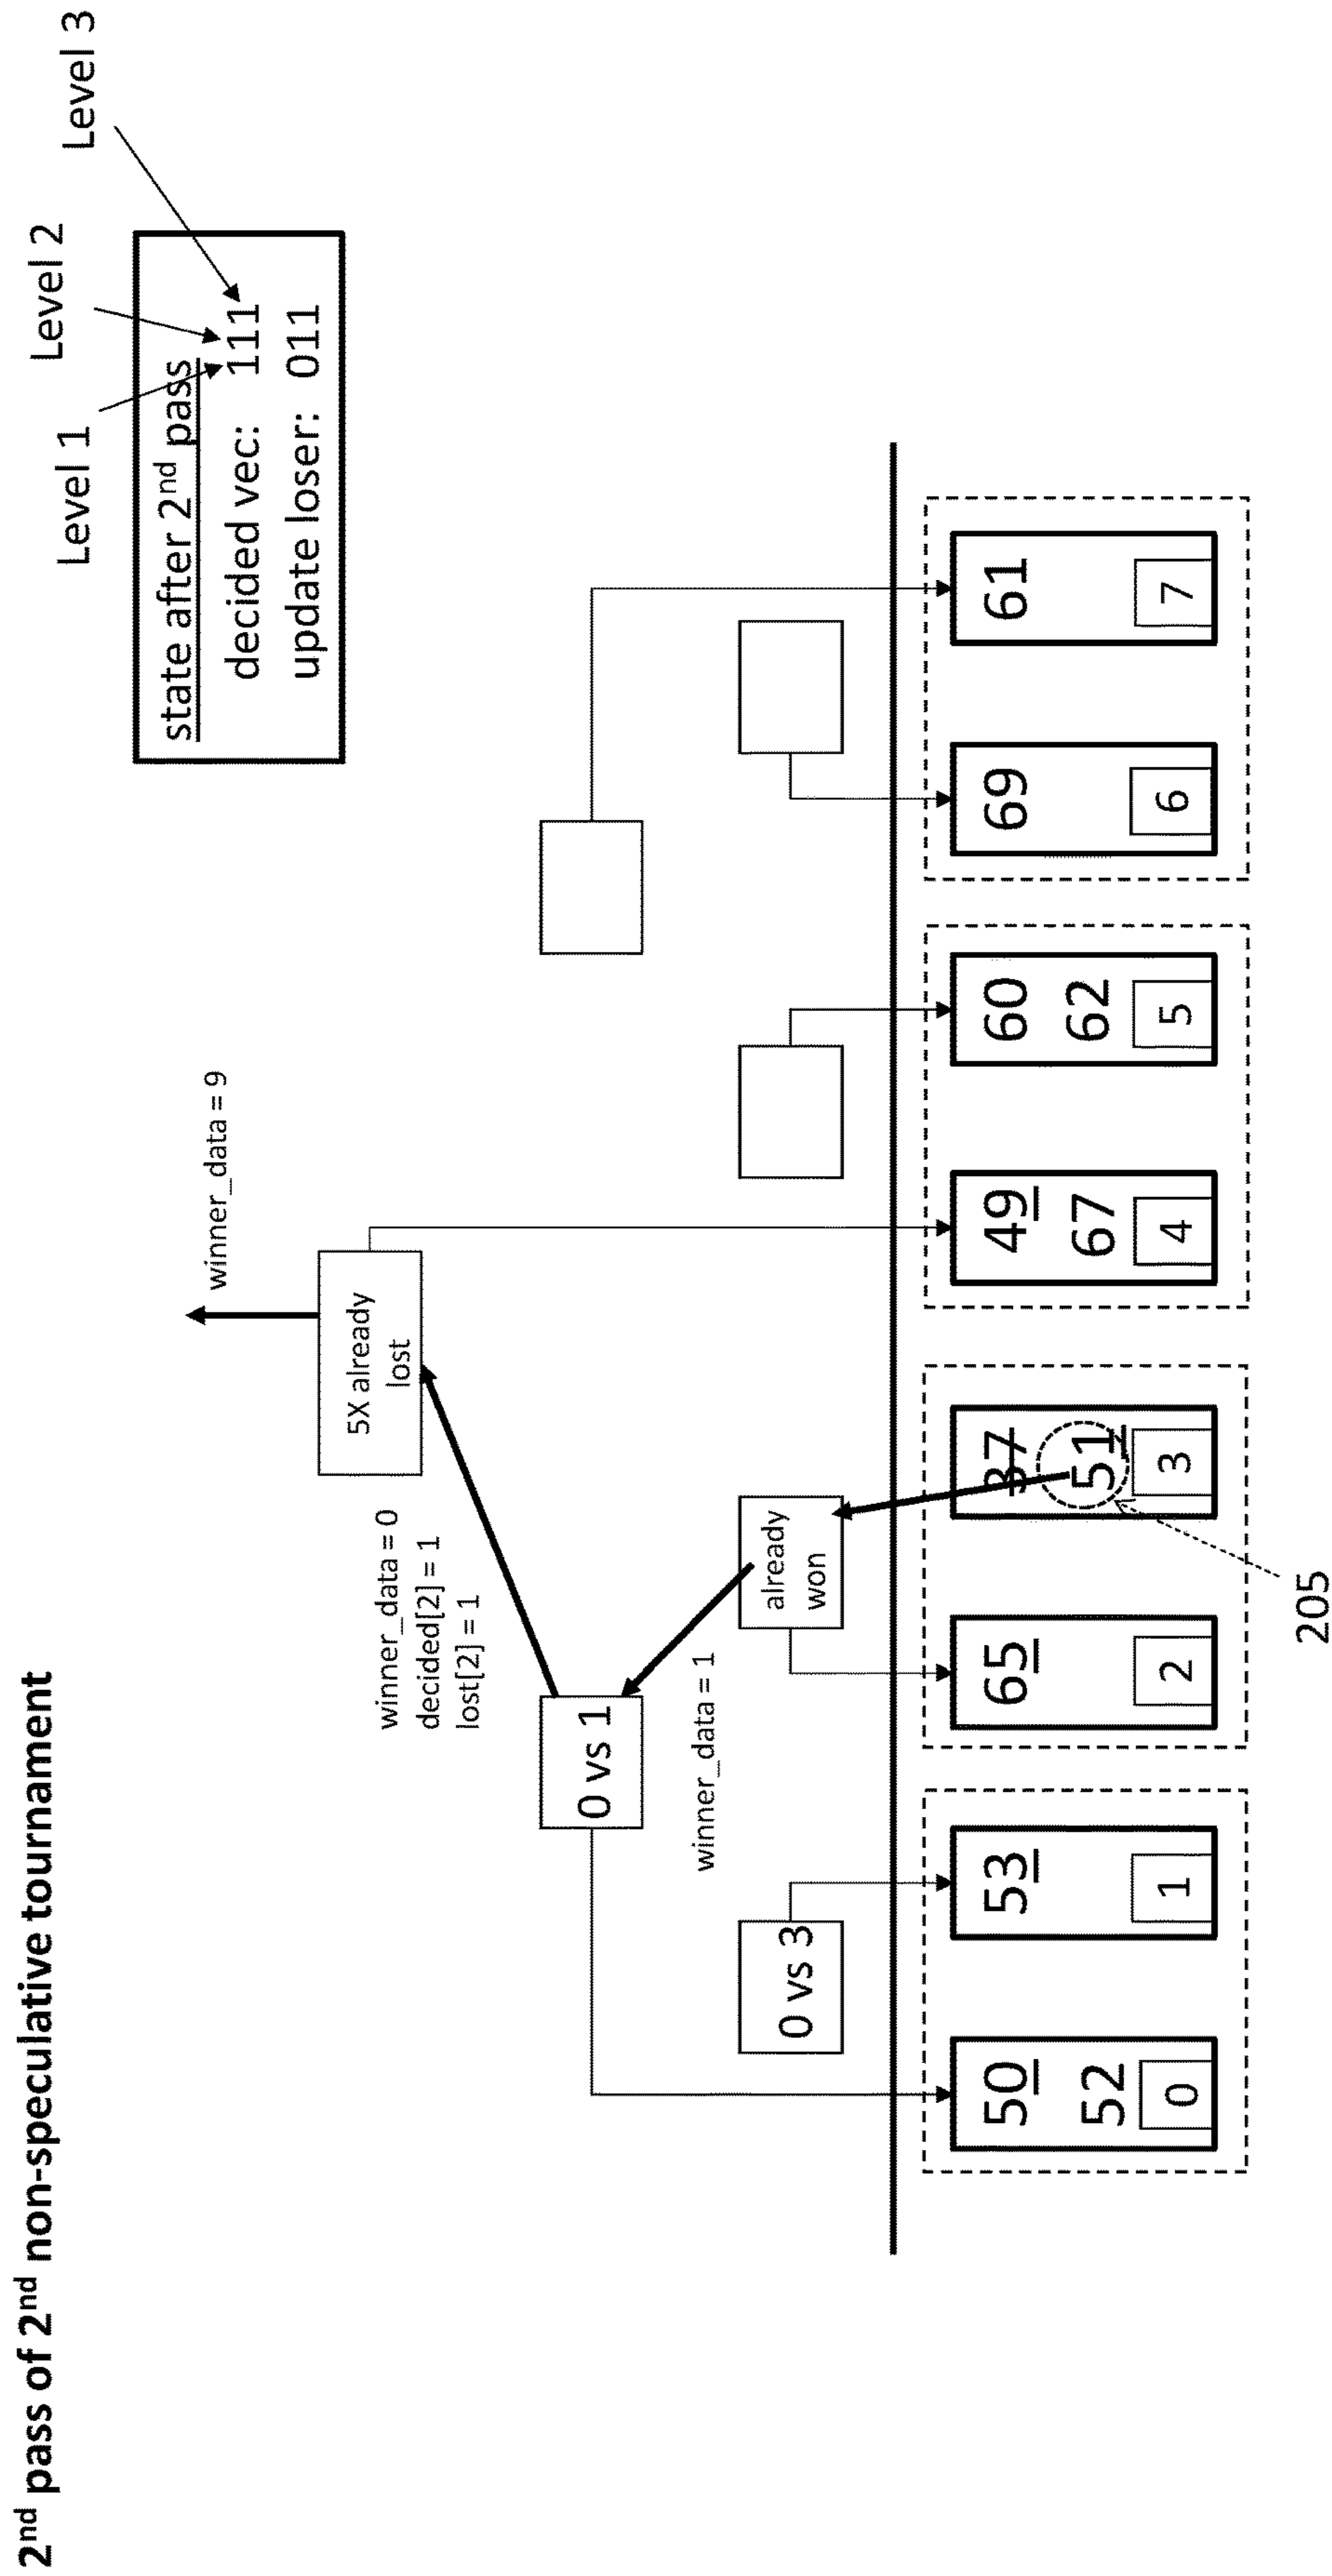 2nd pass of 2nd non-speculative tournament
Level 1
Level 2
Level 3
state after 2nd pass
decided vec: 111
update loser: 011
winner_data = 9
5X already
lost
winner_data = 0
decided[2] = 1
lost[2] = 1
0 vs 1
winner_data = 1
0 vs 3
already
won
50
52
0
53
1
65
2
37
51
3
49
67
4
60
62
5
69
6
61
7
205